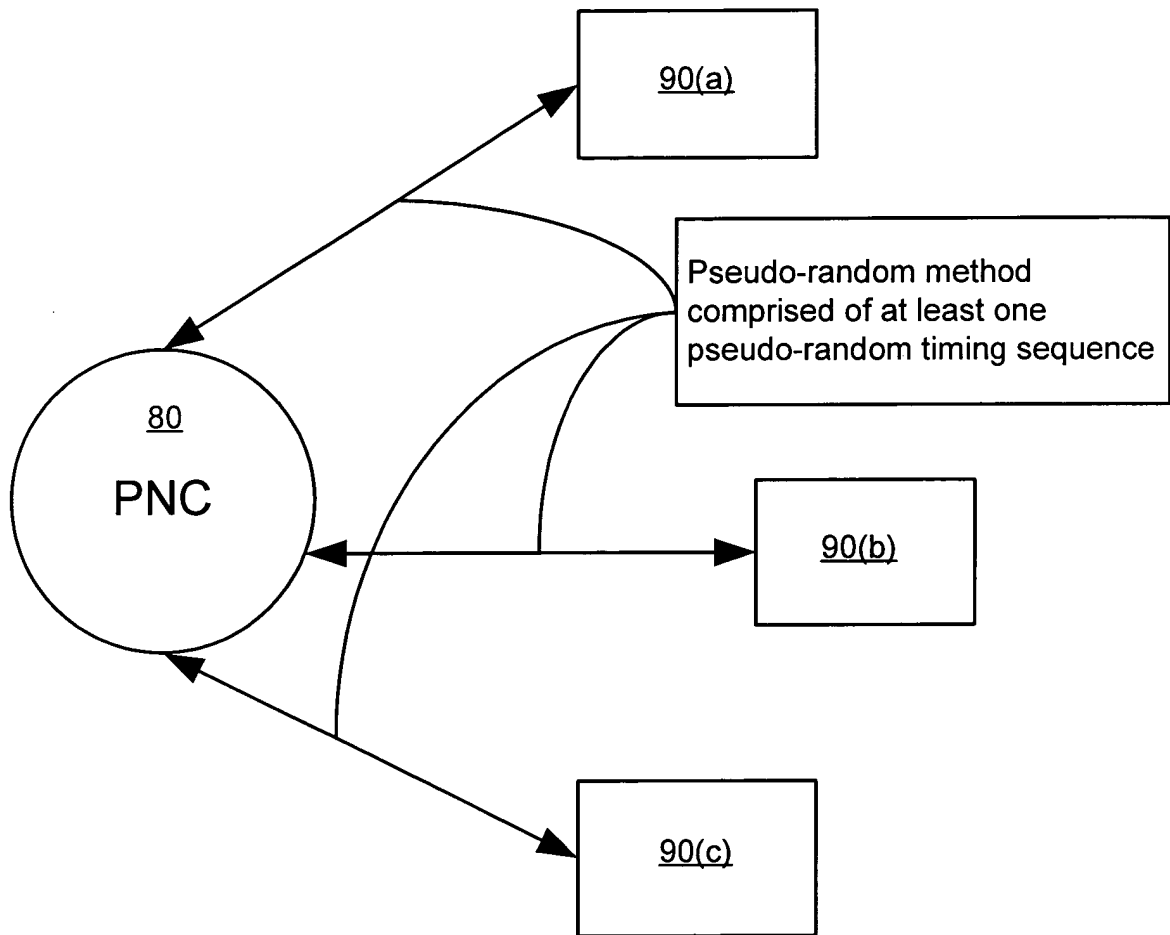 90(a)
Pseudo-random method
comprised of at least one
pseudo-random timing sequence
80
PNC
90(b)
90(c)